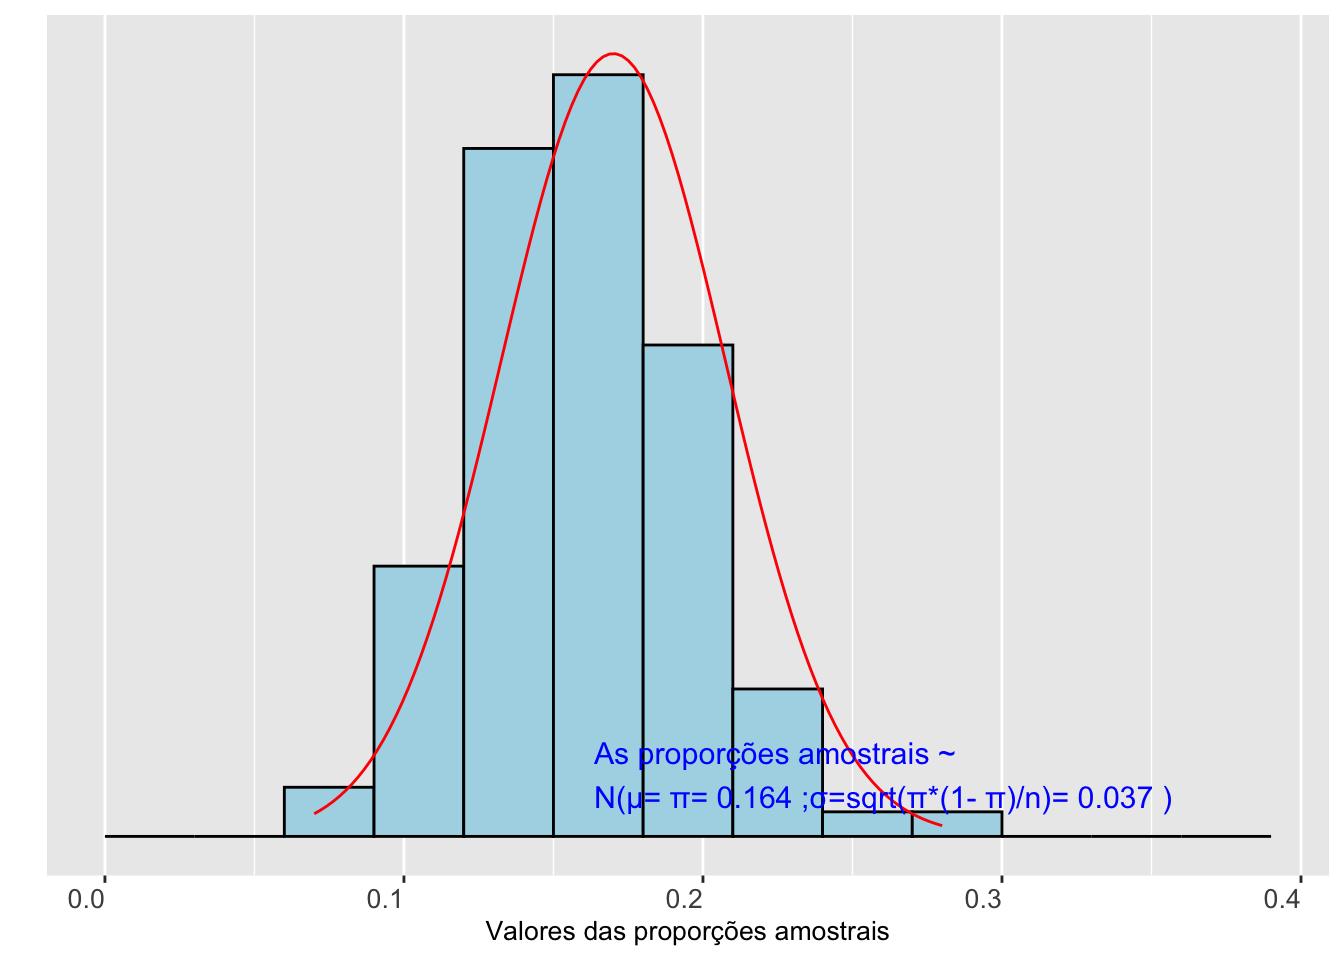 As proporções amostrais ~
N(μ= π= 0.164 ;σ=sqrt(π*(1- π)/n)= 0.037 )
0.0 0.1 0.2 0.3 0.4
Valores das proporções amostrais